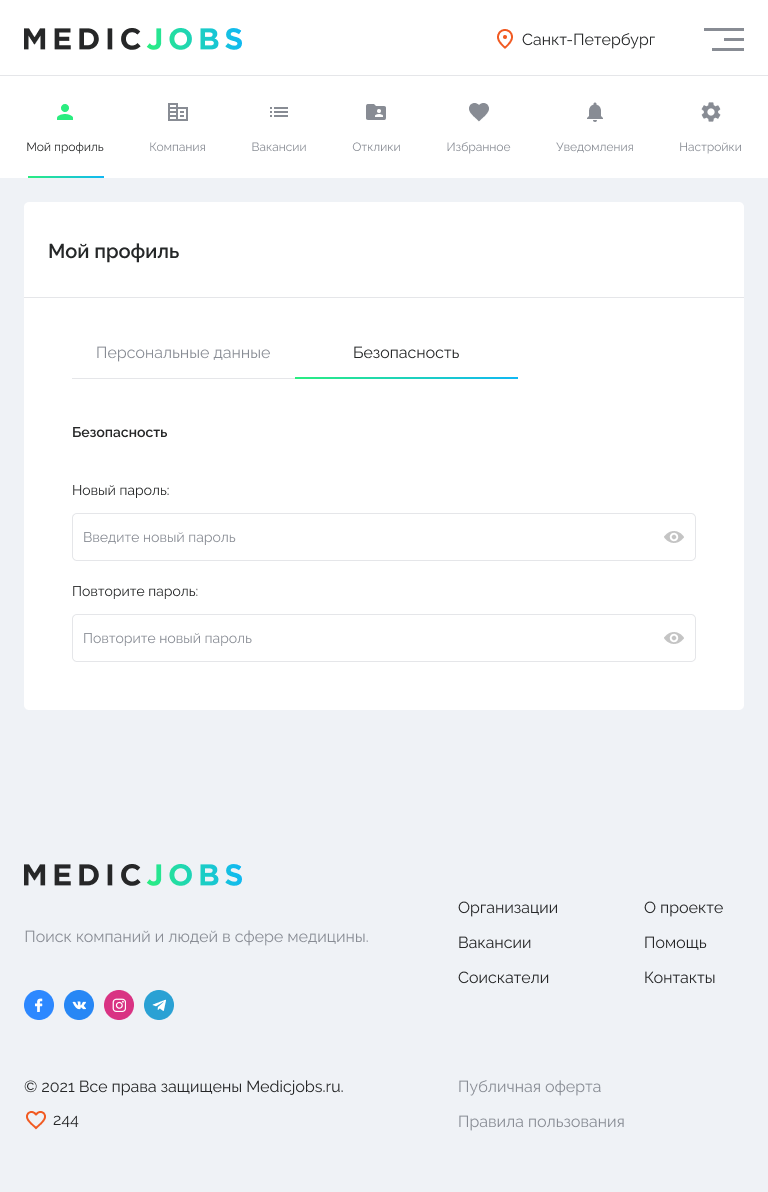 MEDICJOBS
Санкт-Петербург
Мой профиль
Компания
Вакансии
Отклики
Избранное
Уведомления
Настройки
Мой профиль
Персональные данные
Безопасность
Безопасность
Новый пароль:
Введите новый пароль
Повторите пароль:
Повторите новый пароль
MEDICJOBS
Поиск компаний и людей в сфере медицины.
Организации
Вакансии
Соискатели
О проекте
Помощь
Контакты
© 2021 Все права защищены Medicjobs.ru.
244
Публичная оферта
Правила пользования